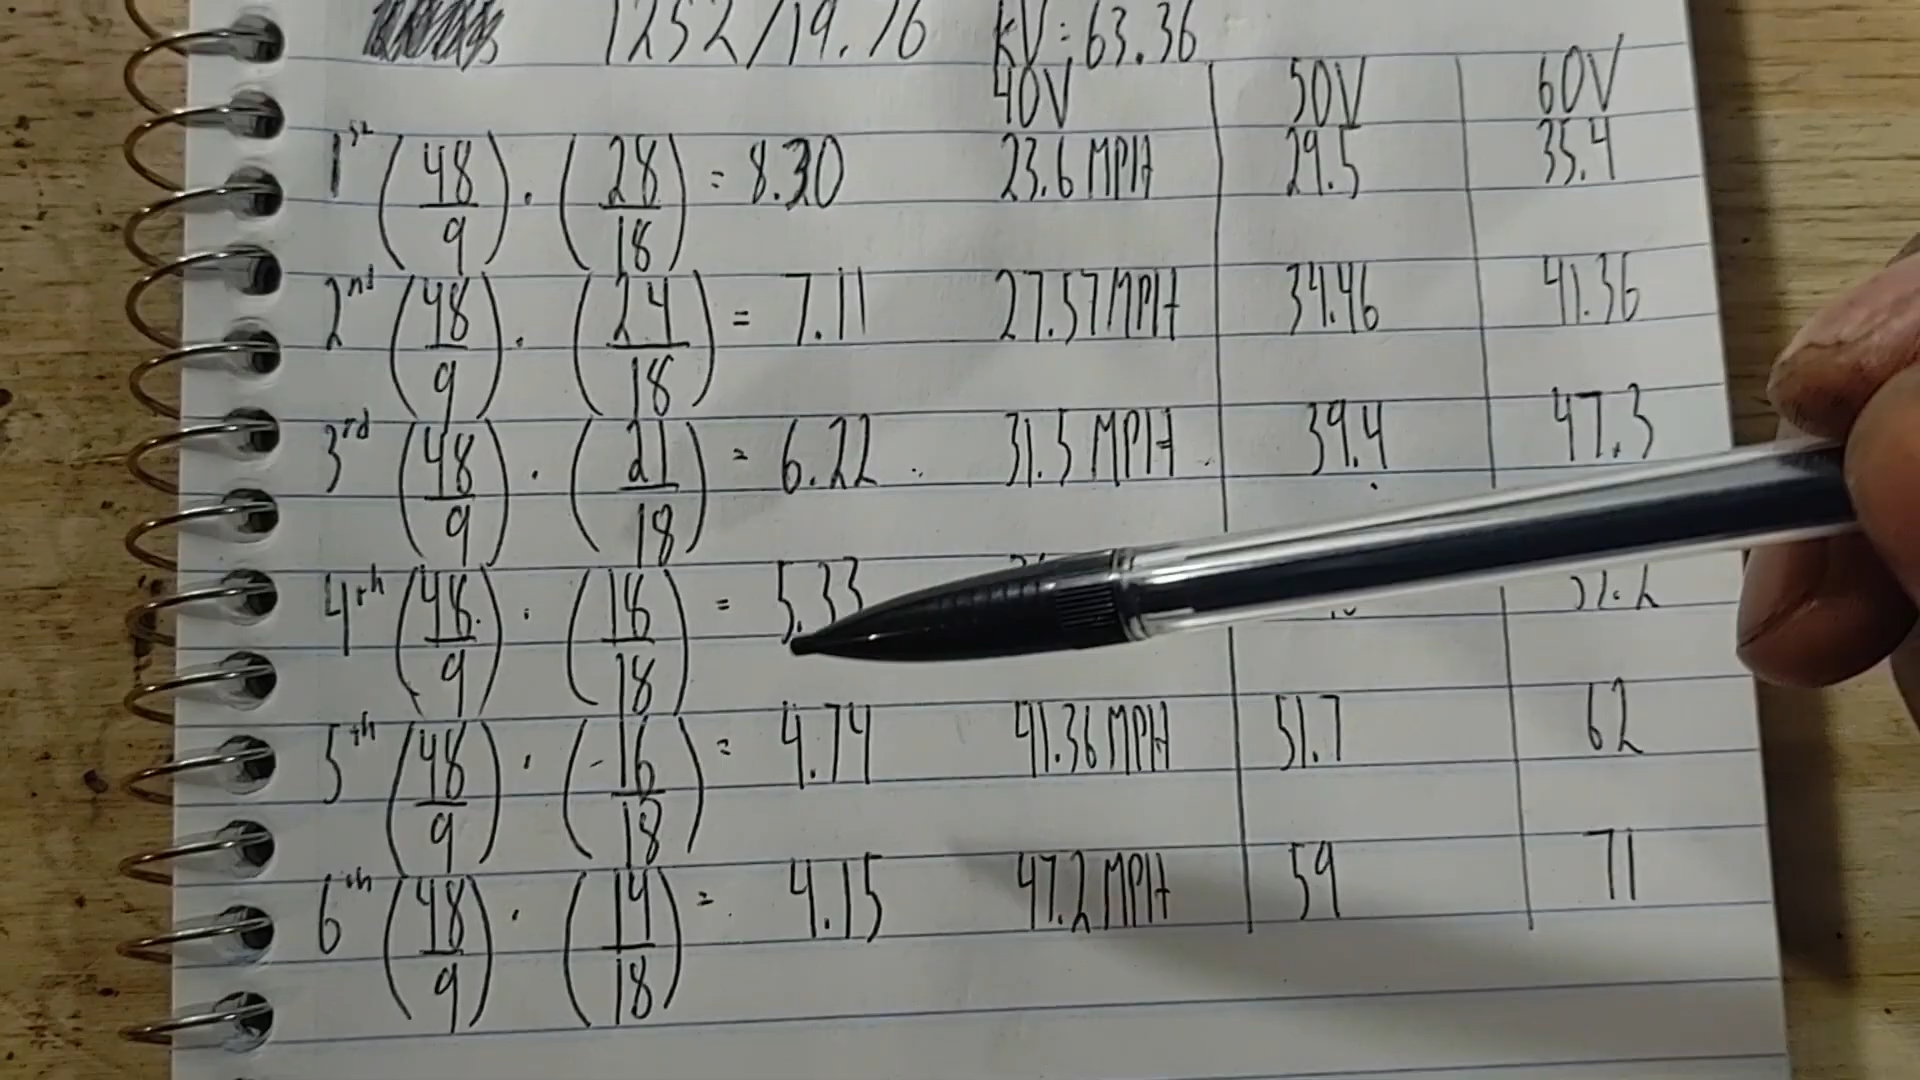 1252/19.76 kV: 63.36
40V 50V 60V
1st (48/9) · (28/18) = 8.30 23.6 MPH 29.5 35.4
2nd (48/9) · (24/18) = 7.11 27.57 MPH 34.46 41.36
3rd (48/9) · (21/18) = 6.22 31.5 MPH 39.4 47.3
4th (48/9) · (18/18) = 5.33
5th (48/9) · (16/18) = 4.74 41.36 MPH 51.7 62
6th (48/9) · (14/18) = 4.15 47.2 MPH 59 71